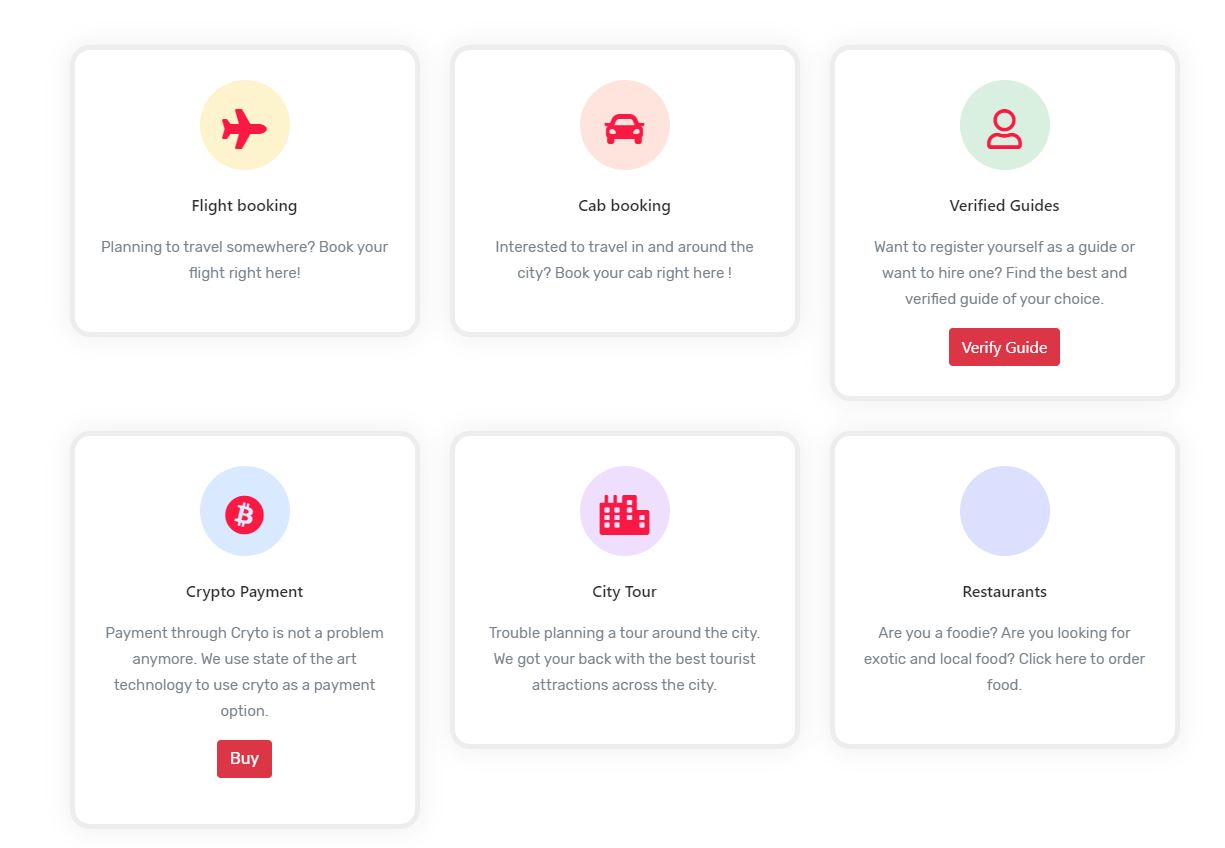 Flight booking
Planning to travel somewhere? Book your
flight right here!
Cab booking
Interested to travel in and around the
city? Book your cab right here !
Verified Guides
Want to register yourself as a guide or
want to hire one? Find the best and
verified guide of your choice.
Verify Guide
Crypto Payment
Payment through Cryto is not a problem
anymore. We use state of the art
technology to use cryto as a payment
option.
Buy
City Tour
Trouble planning a tour around the city.
We got your back with the best tourist
attractions across the city.
Restaurants
Are you a foodie? Are you looking for
exotic and local food? Click here to order
food.